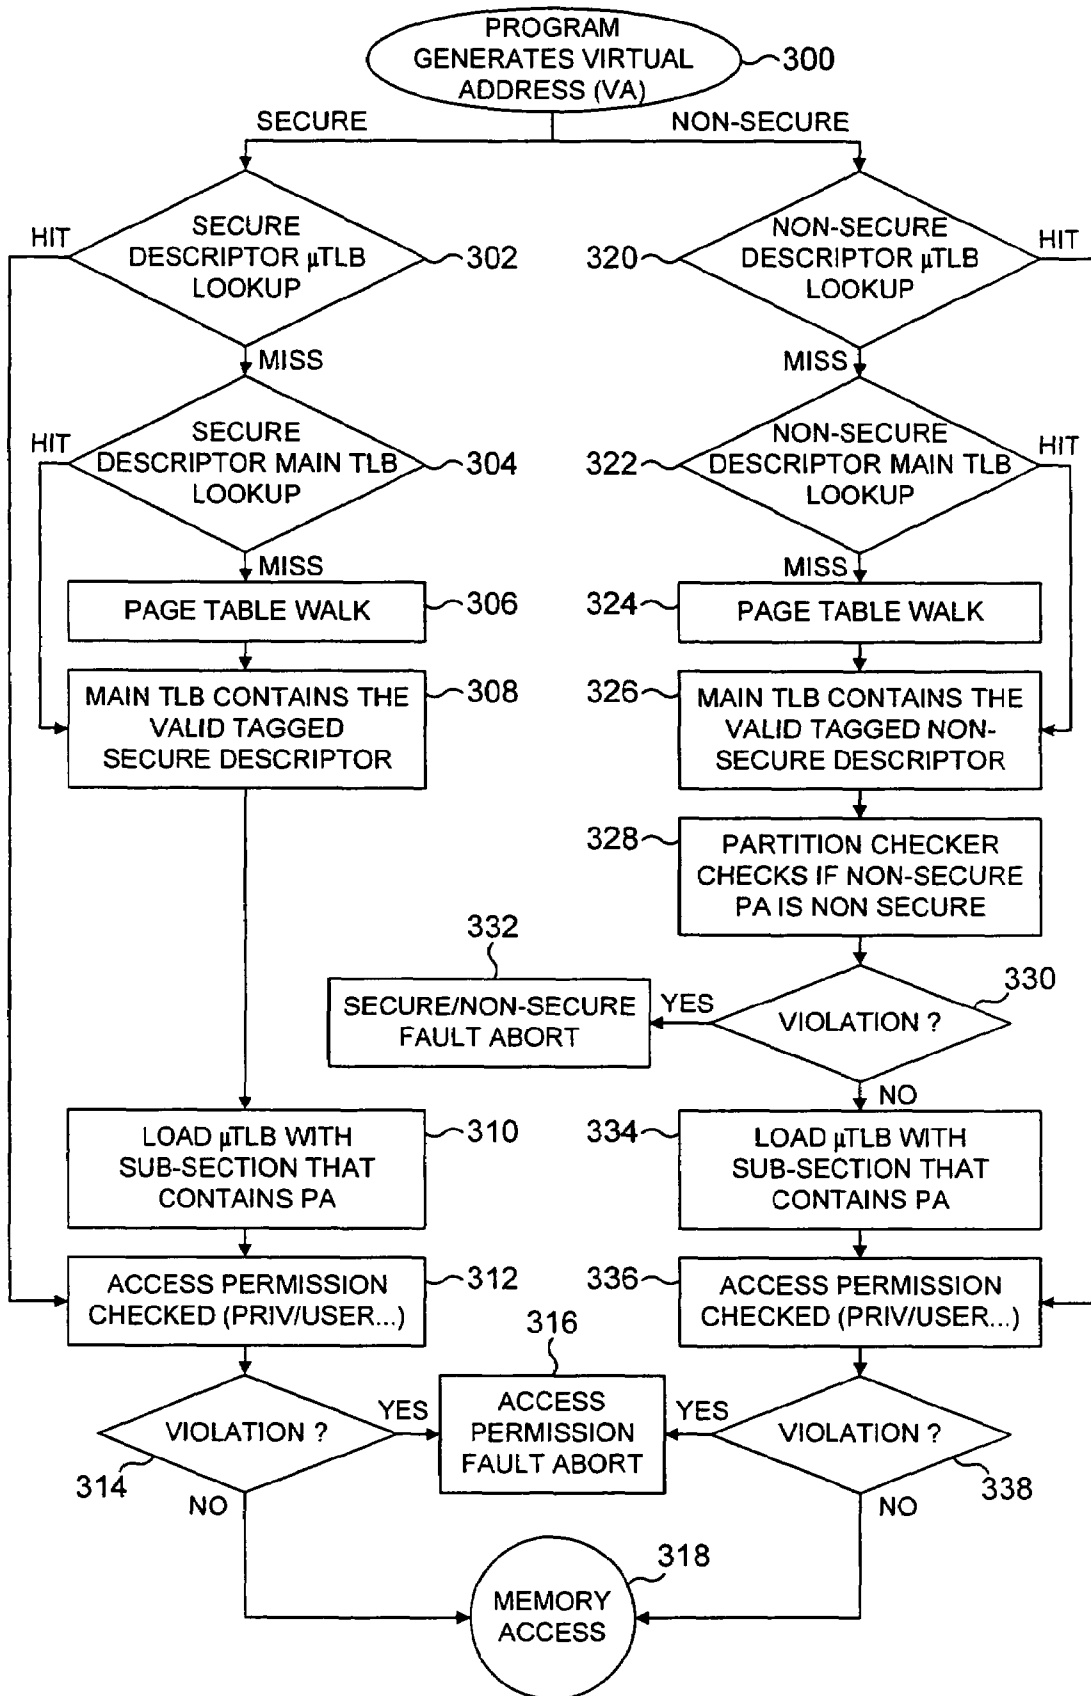 PROGRAM
GENERATES VIRTUAL
ADDRESS (VA)
300
SECURE
NON-SECURE
HIT
SECURE
DESCRIPTOR µTLB
LOOKUP
302
320
NON-SECURE
DESCRIPTOR µTLB
LOOKUP
HIT
MISS
MISS
HIT
SECURE
DESCRIPTOR MAIN TLB
LOOKUP
304
322
NON-SECURE
DESCRIPTOR MAIN TLB
LOOKUP
HIT
MISS
MISS
PAGE TABLE WALK
306
324
PAGE TABLE WALK
MAIN TLB CONTAINS THE
VALID TAGGED
SECURE DESCRIPTOR
308
326
MAIN TLB CONTAINS THE
VALID TAGGED NON-
SECURE DESCRIPTOR
328
PARTITION CHECKER
CHECKS IF NON-SECURE
PA IS NON SECURE
332
SECURE/NON-SECURE
FAULT ABORT
YES
VIOLATION ?
330
NO
LOAD µTLB WITH
SUB-SECTION THAT
CONTAINS PA
310
334
LOAD µTLB WITH
SUB-SECTION THAT
CONTAINS PA
ACCESS PERMISSION
CHECKED (PRIV/USER...)
312
336
ACCESS PERMISSION
CHECKED (PRIV/USER...)
316
VIOLATION ?
YES
ACCESS
PERMISSION
FAULT ABORT
YES
VIOLATION ?
314
NO
338
NO
318
MEMORY
ACCESS